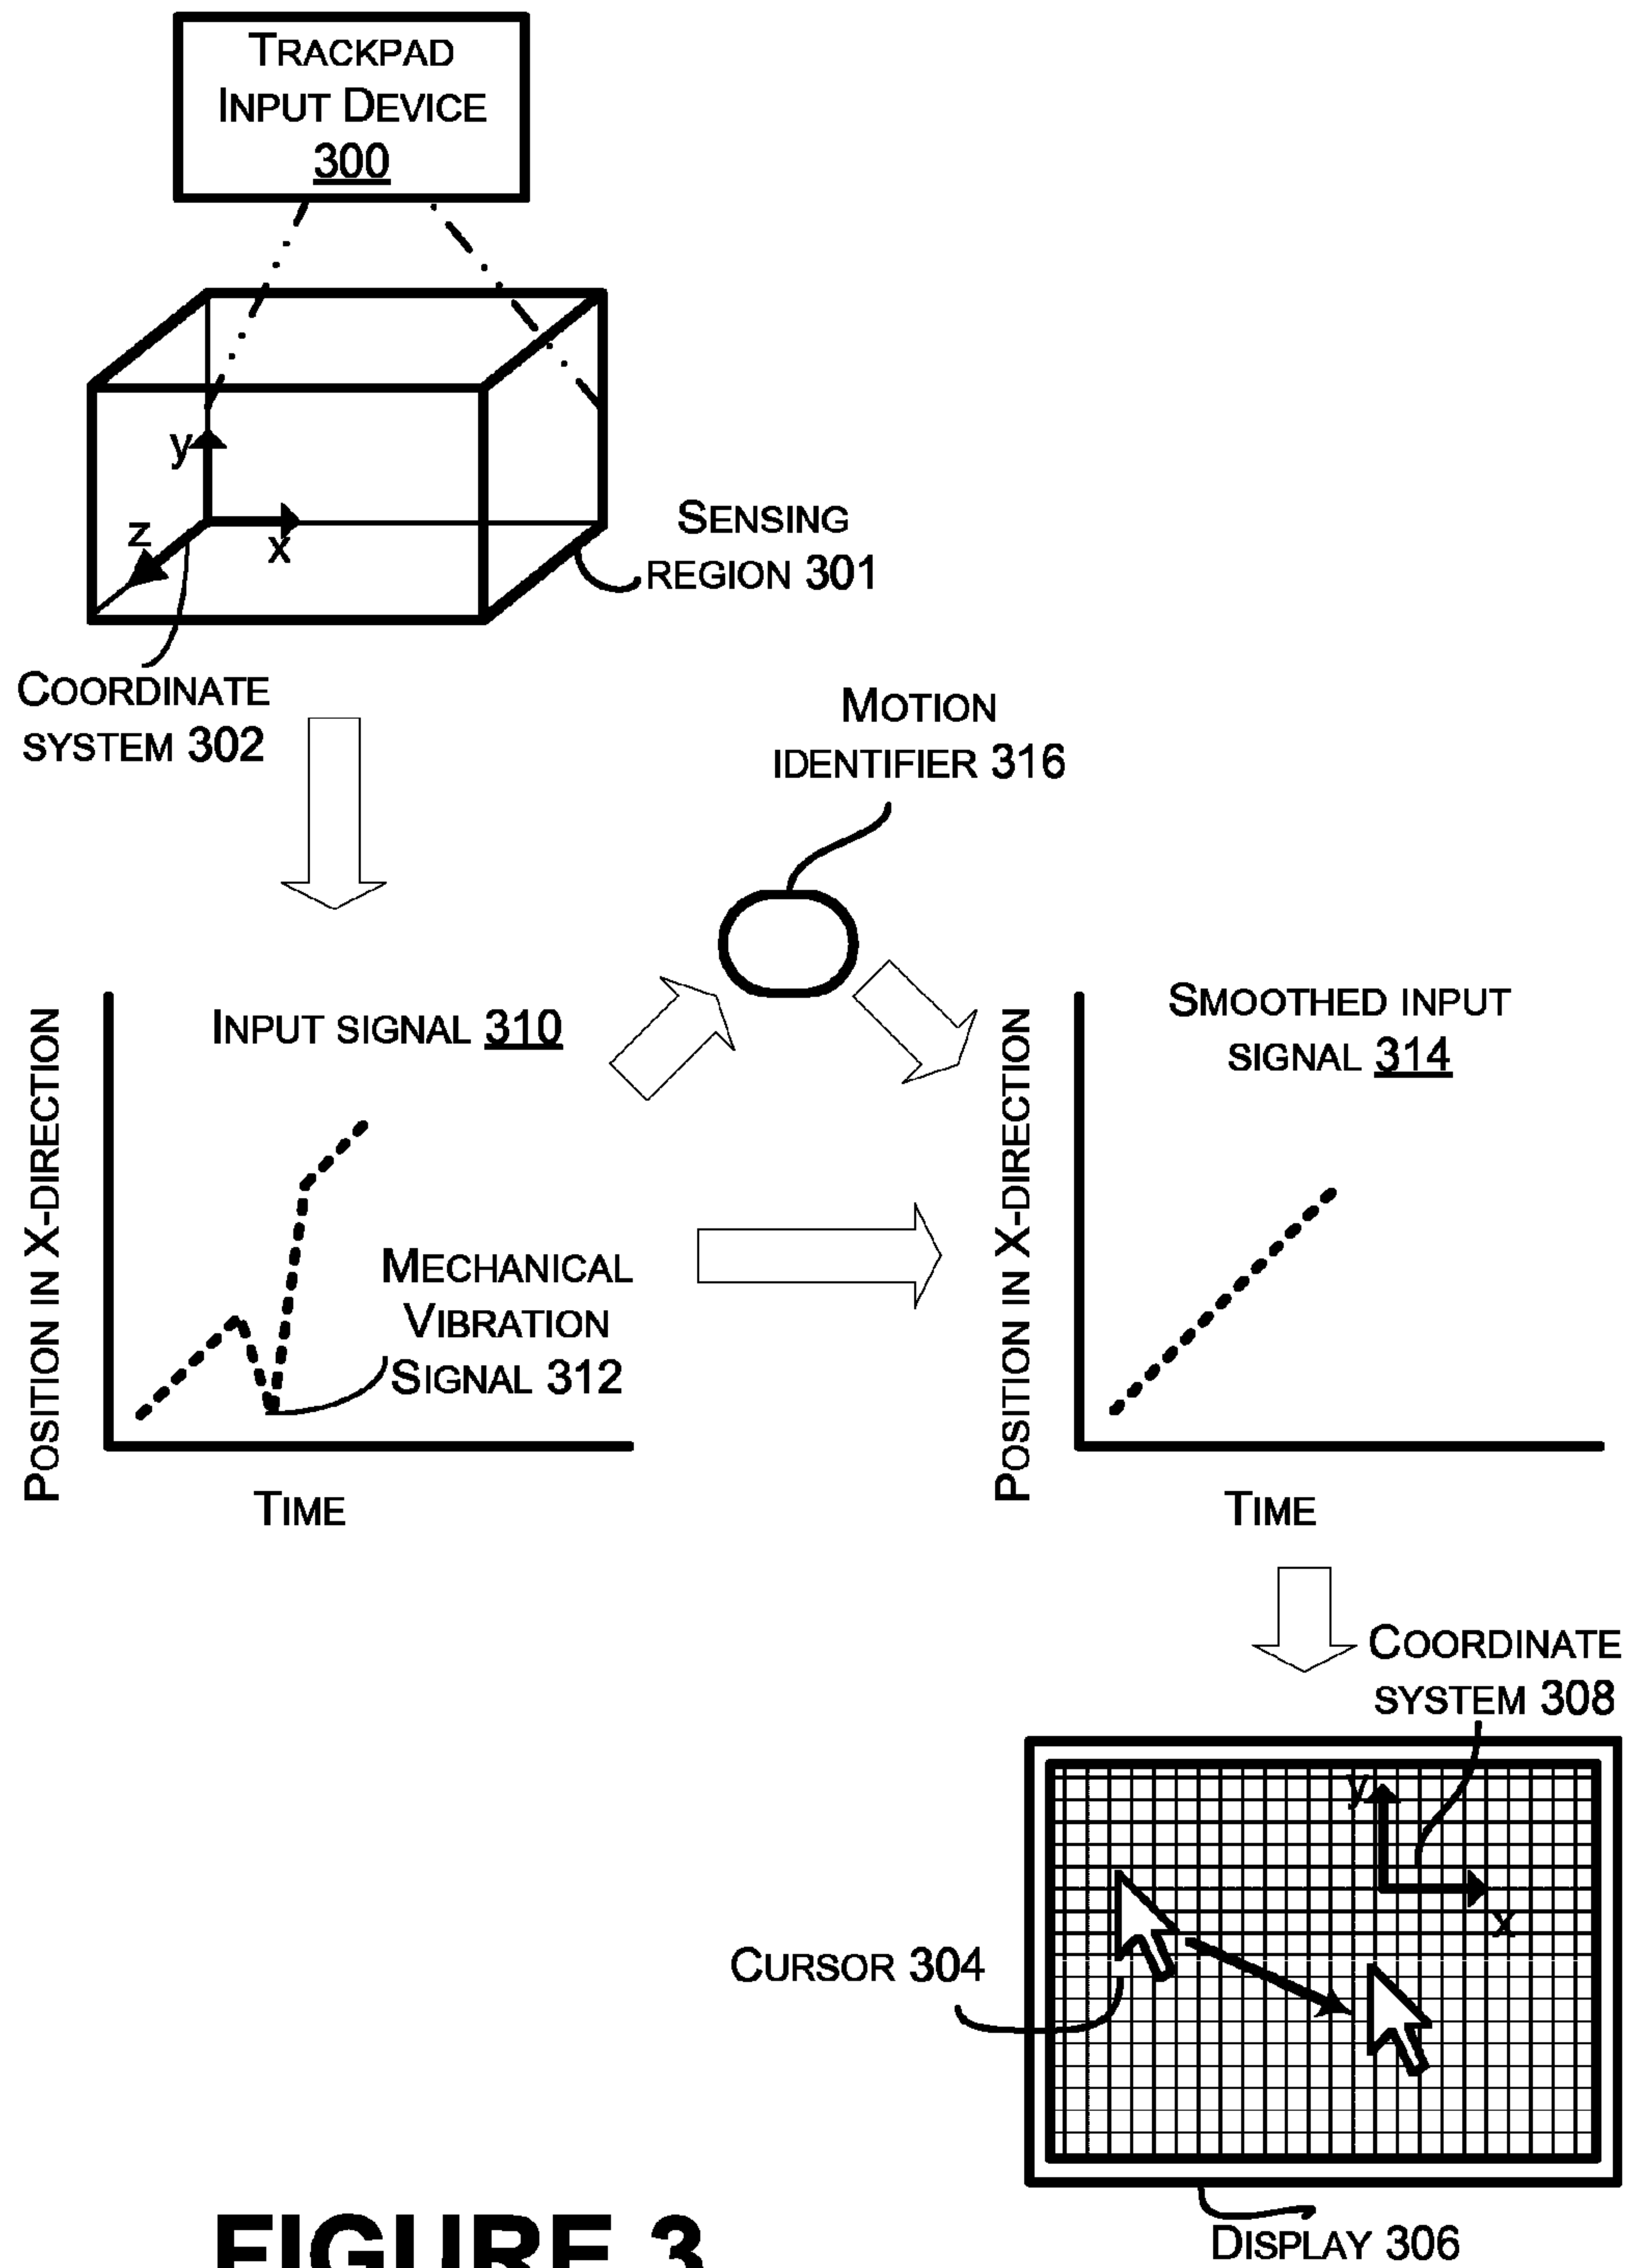 TRACKPAD
INPUT DEVICE
300
y
z
x
SENSING
REGION 301
COORDINATE
SYSTEM 302
MOTION
IDENTIFIER 316
POSITION IN X-DIRECTION
INPUT SIGNAL 310
MECHANICAL
VIBRATION
SIGNAL 312
TIME
POSITION IN X-DIRECTION
SMOOTHED INPUT
SIGNAL 314
TIME
COORDINATE
SYSTEM 308
y
x
CURSOR 304
DISPLAY 306
FIGURE 3